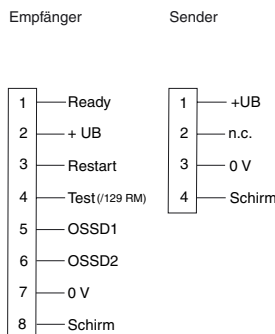 Empfänger
1 Ready
2 + UB
3 Restart
4 Test(/129 RM)
5 OSSD1
6 OSSD2
7 0 V
8 Schirm
Sender
1 +UB
2 n.c.
3 0 V
4 Schirm